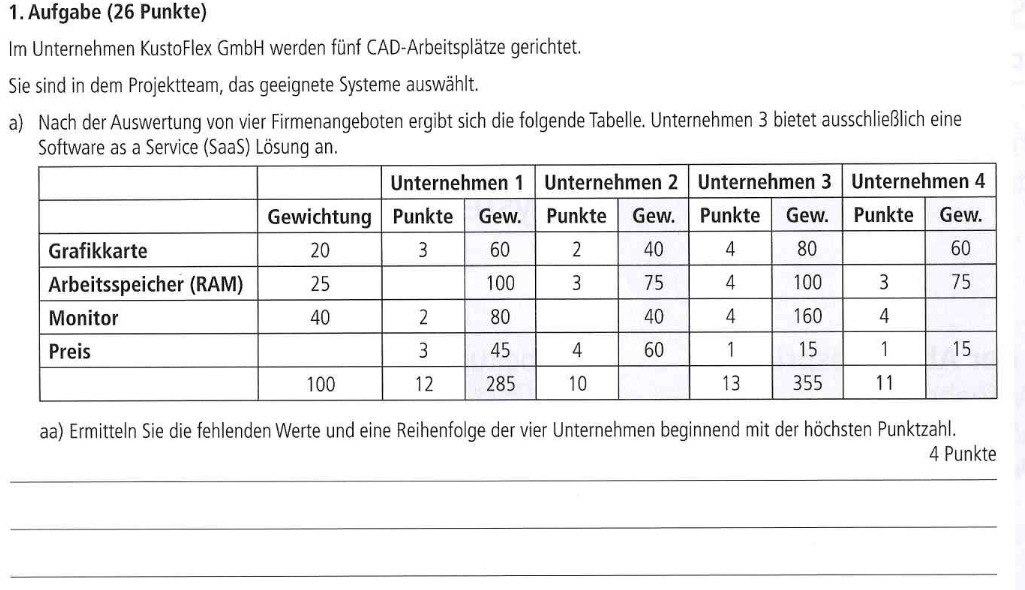 1. Aufgabe (26 Punkte)
Im Unternehmen KustoFlex GmbH werden fünf CAD-Arbeitsplätze gerichtet.
Sie sind in dem Projektteam, das geeignete Systeme auswählt.
a) Nach der Auswertung von vier Firmenangeboten ergibt sich die folgende Tabelle. Unternehmen 3 bietet ausschließlich eine
Software as a Service (SaaS) Lösung an.
Unternehmen 1 Unternehmen 2 Unternehmen 3 Unternehmen 4
Gewichtung Punkte Gew. Punkte Gew. Punkte Gew. Punkte Gew.
Grafikkarte 20 3 60 2 40 4 80 60
Arbeitsspeicher (RAM) 25 100 3 75 4 100 3 75
Monitor 40 2 80 40 4 160 4
Preis 3 45 4 60 1 15 1 15
100 12 285 10 13 355 11
aa) Ermitteln Sie die fehlenden Werte und eine Reihenfolge der vier Unternehmen beginnend mit der höchsten Punktzahl.
4 Punkte